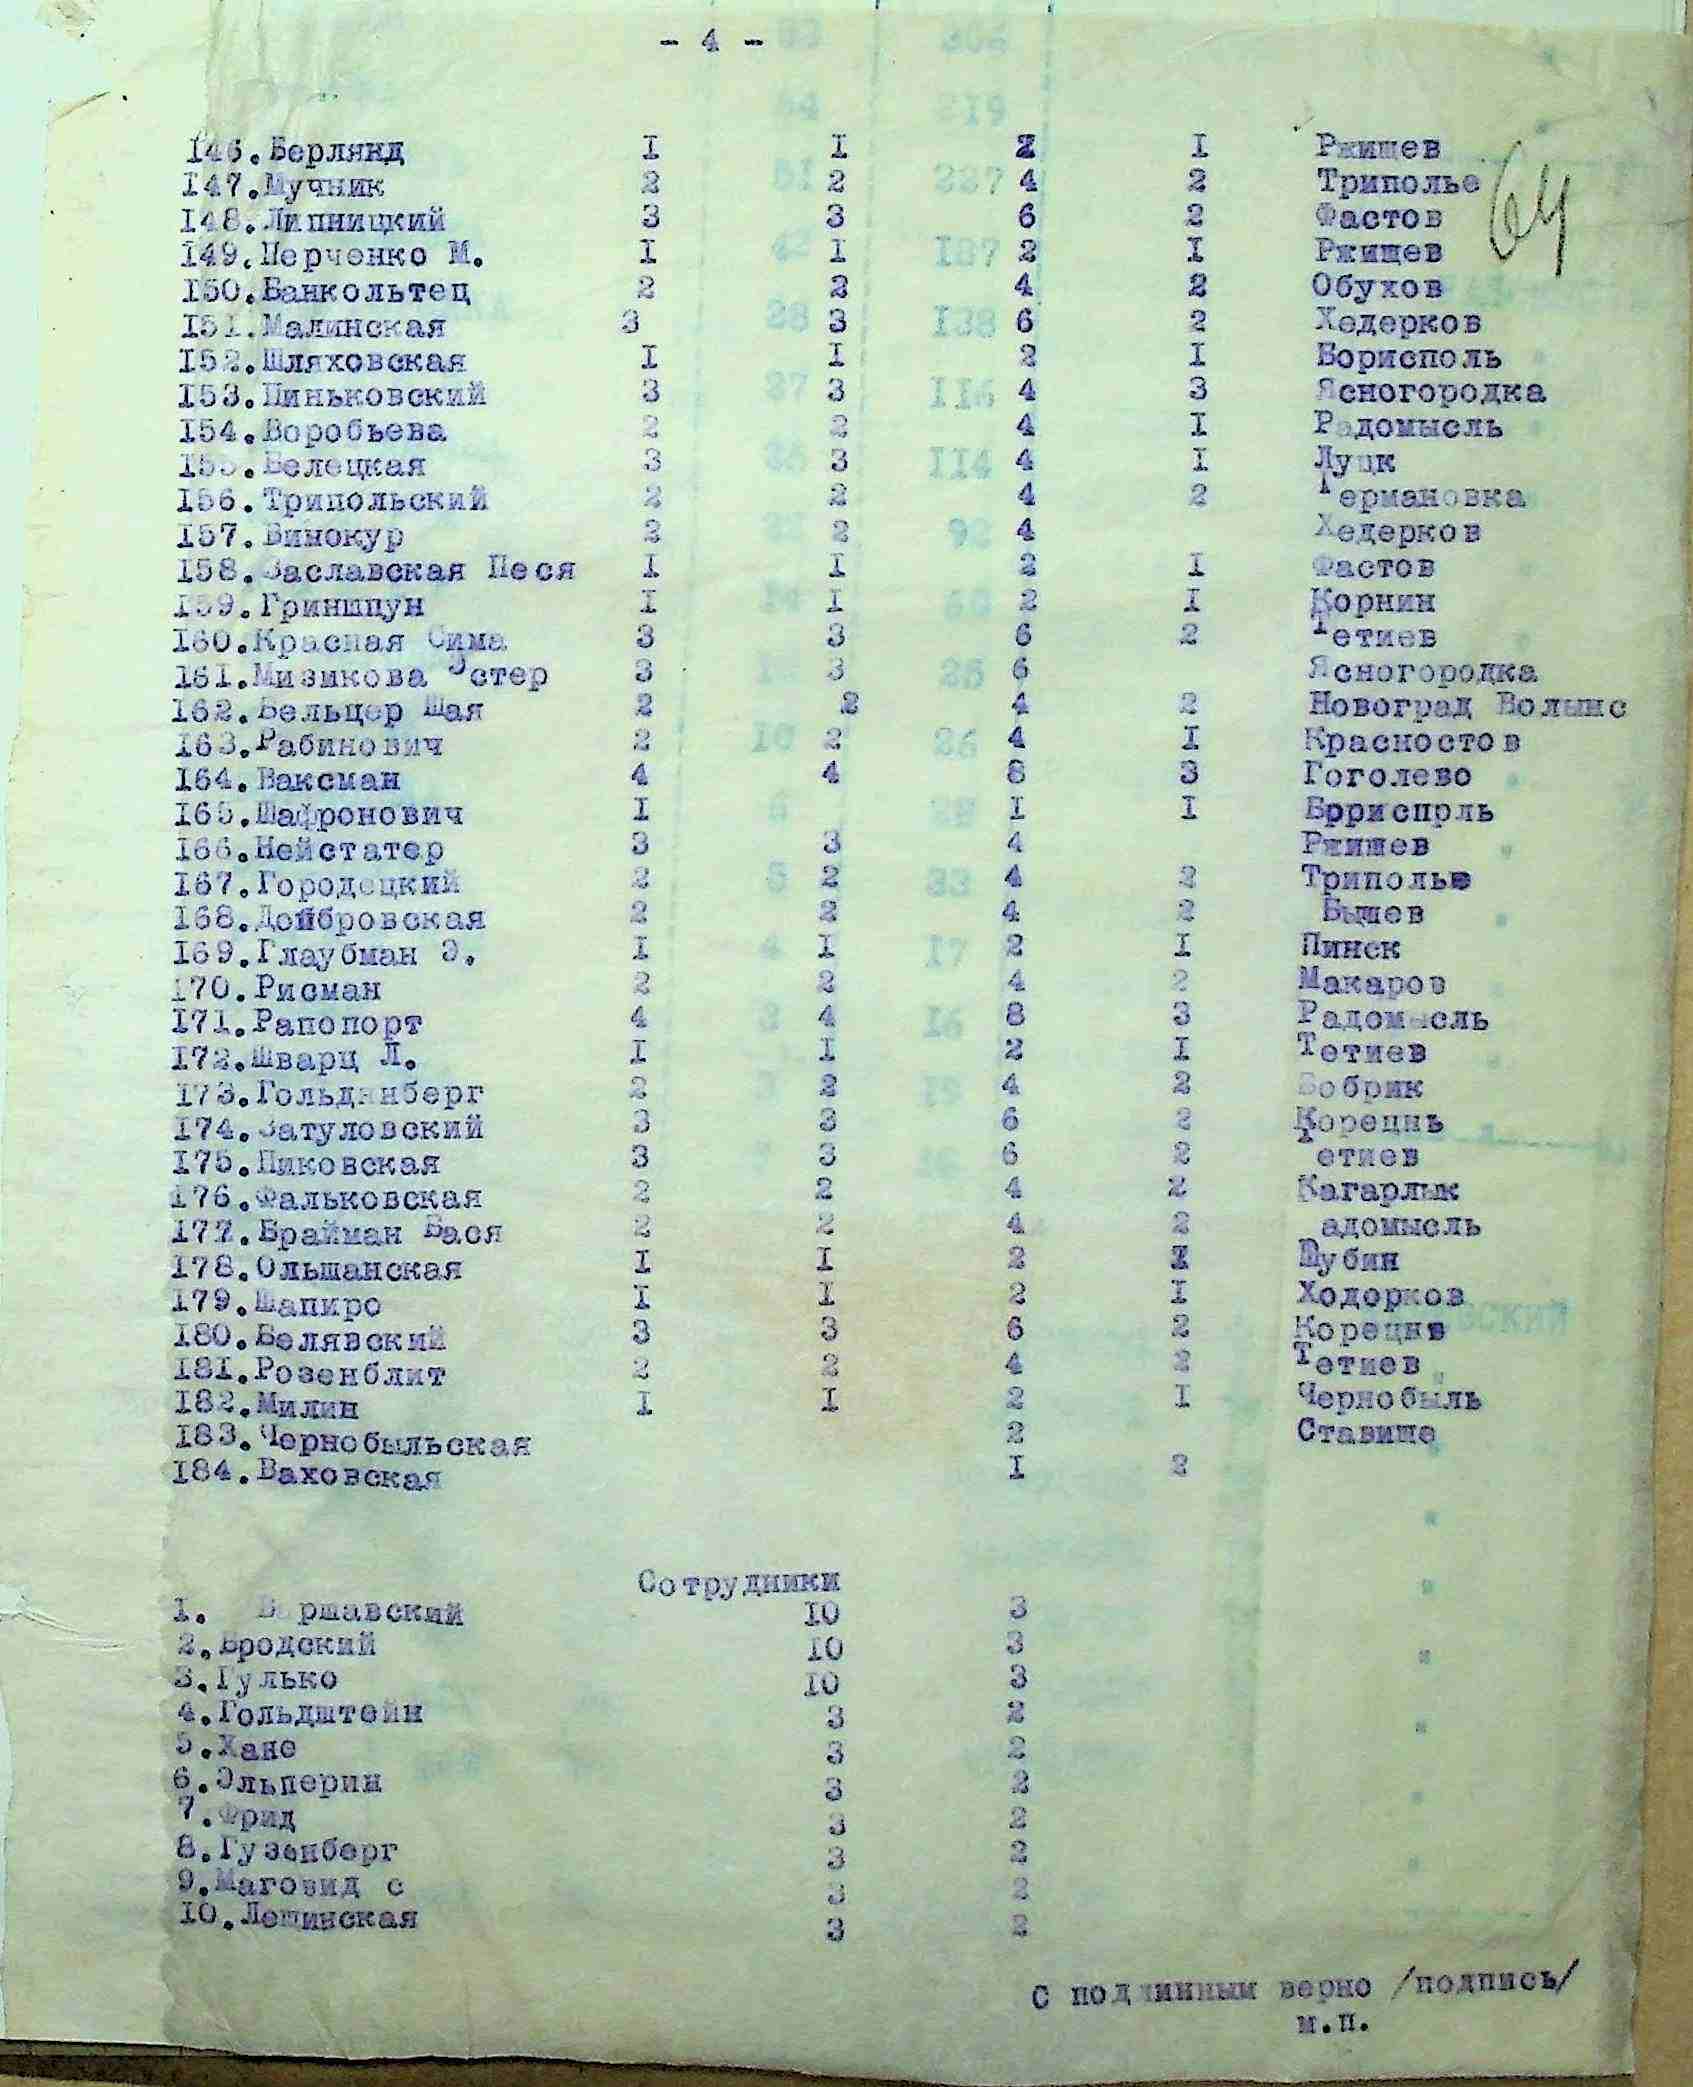 - 4 -
64
146.Берлянд I I 2 I Ржищев
147.Мучник 2 2 4 2 Триполье
148.Липницкий 3 3 6 2 Фастов
149.Перченко М. I I 2 I Ржищев
150.Банкольтец 2 2 4 2 Обухов
151.Малинская 3 3 6 2 Ходерков
152.Шляховская I I 2 I Борисполь
153.Пиньковский 3 3 4 3 Ясногородка
154.Воробьева 2 2 4 I Радомысль
155.Белецкая 3 3 4 I Луцк
156.Трипольский 2 2 4 2 Германовка
157.Винокур 2 2 4 Хедерков
158.Заславская Песя I I 2 I Фастов
159.Гриншпун I I 2 I Корнин
160.Красная Сима 3 3 6 2 Тетиев
161.Мизикова Эстер 3 3 6 Ясногородка
162.Бельцер Шая 2 2 4 2 Новоград Волынс
163.Рабинович 2 2 4 I Красностов
164.Ваксман 4 4 8 3 Гоголево
165.Шафронович I I I Брриспрль
166.Нейстатер 3 3 4 Ржищев
167.Городецкий 2 2 4 2 Триполье
168.Домбровская 2 2 4 2 Бышев
169.Глаубман Э. I I 2 I Пинск
170.Рисман 2 2 4 2 Макаров
171.Рапопорт 4 4 8 3 Радомысль
172.Шварц Л. I I 2 I Тетиев
173.Гольданберг 2 2 4 2 Бобрик
174.Затуловский 3 3 6 2 Корецнь
175.Пиковская 3 3 6 2 Тетиев
176.Фальковская 2 2 4 2 Кагарлык
177.Брайман Бася 2 2 4 2 адомысль
178.Ольшанская I I 2 I Шубин
179.Шапиро I I 2 I Ходорков
180.Белявский 3 3 6 2 Корецне
181.Розенблит 2 2 4 2 Тетиев
182.Милин I I 2 I Чернобыль
183.Чернобыльская 2 Ставище
184.Ваховская I 2
Сотрудники
1. Варшавский 10 3
2.Бродский 10 3
3.Гулько 10 3
4.Гольдштейн 3 2
5.Хане 3 2
6.Эльперин 3 2
7.Фрид 3 2
8.Гузенберг 3 2
9.Маговид с 3 2
10.Лешинская 3 2
С подлинным верно /подпись/
м.п.